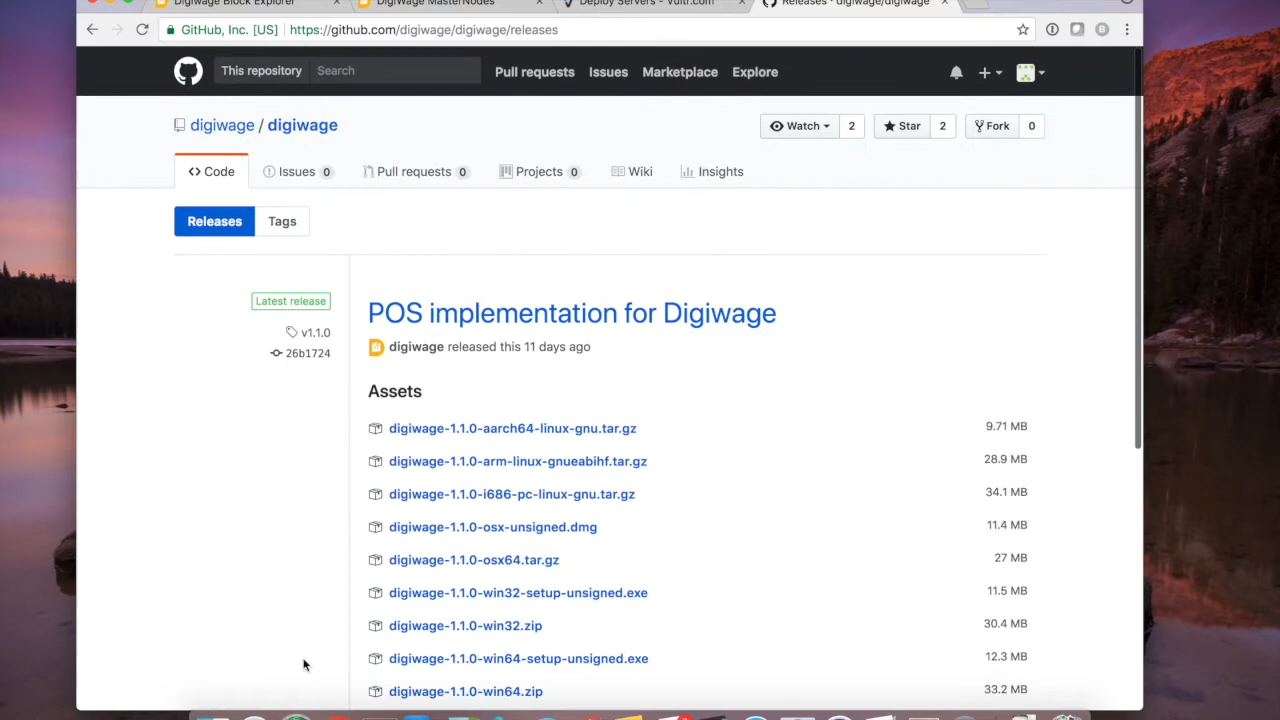 Digiwage Block Explorer
DigiWage MasterNodes
Deploy Servers - Vultr.com
Releases · digiwage/digiwage
GitHub, Inc. [US] https://github.com/digiwage/digiwage/releases
This repository Search Pull requests Issues Marketplace Explore
digiwage / digiwage
Watch 2 Star 2 Fork 0
Code Issues 0 Pull requests 0 Projects 0 Wiki Insights
Releases Tags
Latest release
v1.1.0
26b1724
POS implementation for Digiwage
digiwage released this 11 days ago
Assets
digiwage-1.1.0-aarch64-linux-gnu.tar.gz 9.71 MB
digiwage-1.1.0-arm-linux-gnueabihf.tar.gz 28.9 MB
digiwage-1.1.0-i686-pc-linux-gnu.tar.gz 34.1 MB
digiwage-1.1.0-osx-unsigned.dmg 11.4 MB
digiwage-1.1.0-osx64.tar.gz 27 MB
digiwage-1.1.0-win32-setup-unsigned.exe 11.5 MB
digiwage-1.1.0-win32.zip 30.4 MB
digiwage-1.1.0-win64-setup-unsigned.exe 12.3 MB
digiwage-1.1.0-win64.zip 33.2 MB